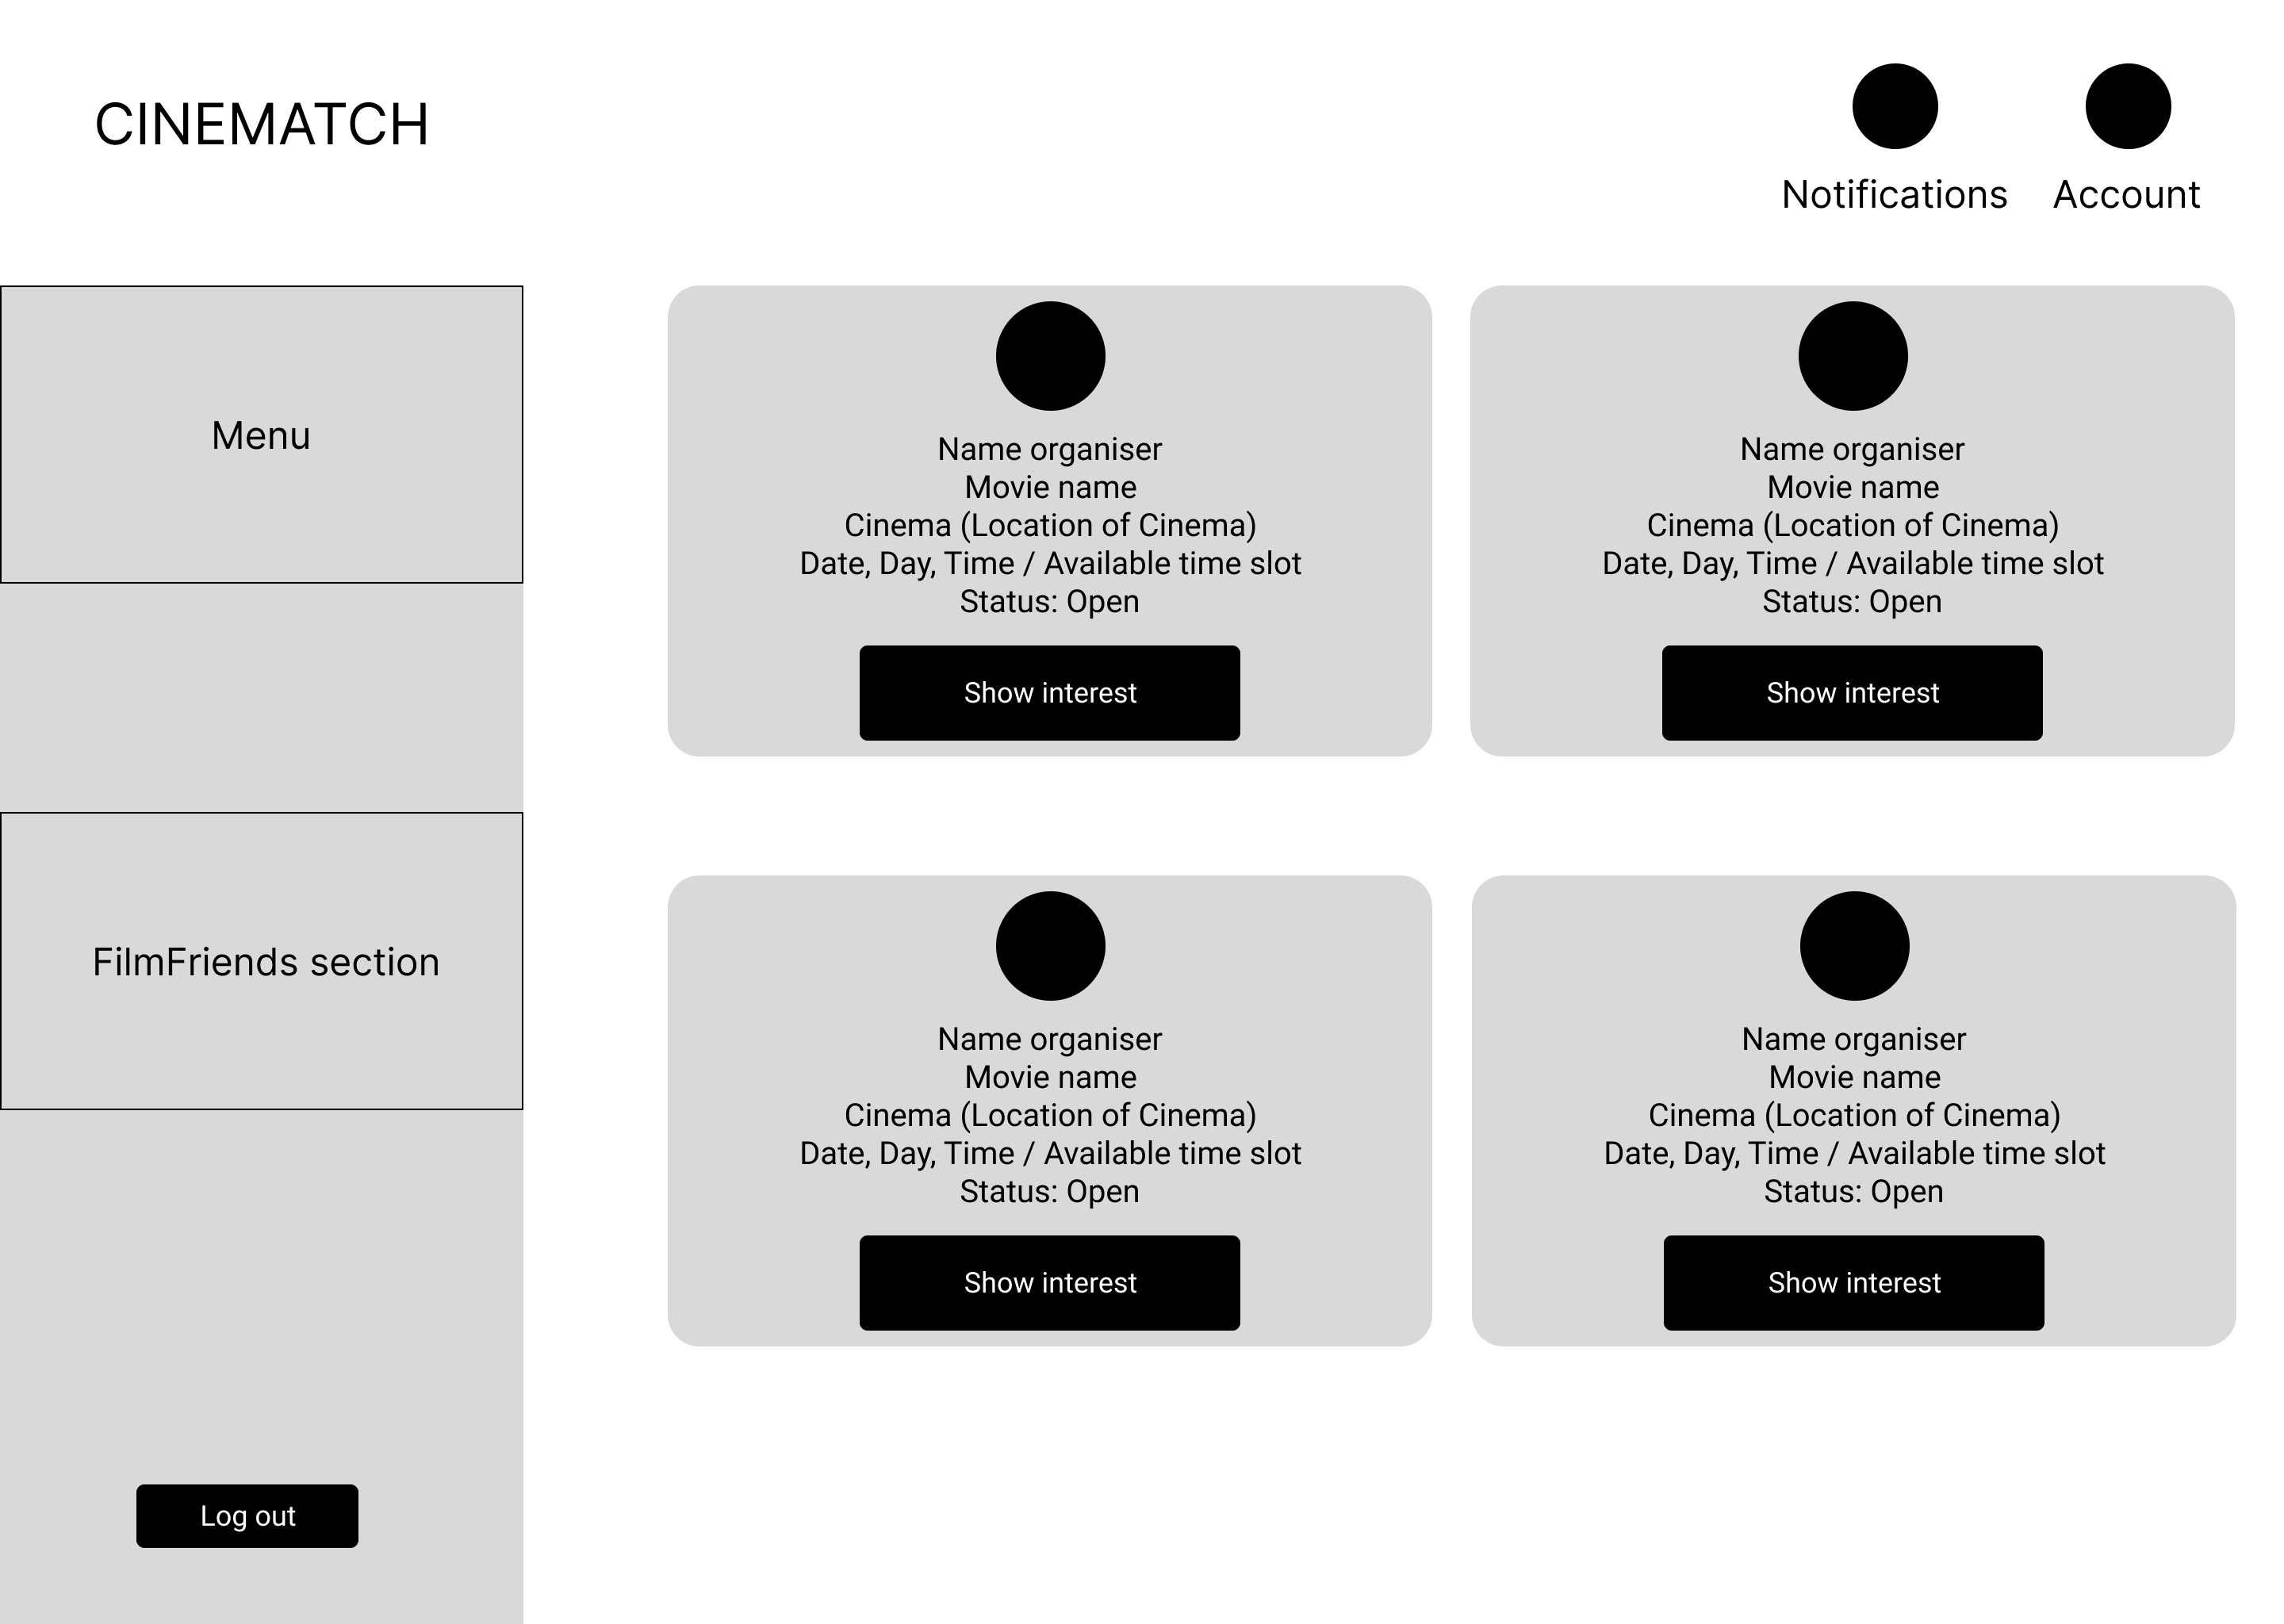 CINEMATCH
Notifications
Account
Menu
Name organiser
Movie name
Cinema (Location of Cinema)
Date, Day, Time / Available time slot
Status: Open
Show interest
Name organiser
Movie name
Cinema (Location of Cinema)
Date, Day, Time / Available time slot
Status: Open
Show interest
FilmFriends section
Name organiser
Movie name
Cinema (Location of Cinema)
Date, Day, Time / Available time slot
Status: Open
Show interest
Name organiser
Movie name
Cinema (Location of Cinema)
Date, Day, Time / Available time slot
Status: Open
Show interest
Log out